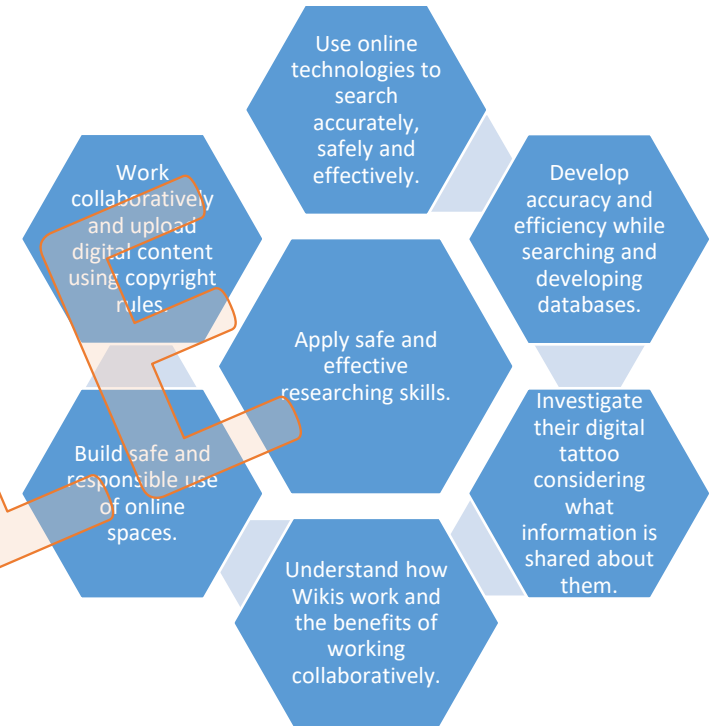 Use online
technologies to
search
accurately,
safely and
effectively.
Develop
accuracy and
efficiency while
searching and
developing
databases.
Investigate
their digital
tattoo
considering
what
information is
shared about
them.
Understand how
Wikis work and
the benefits of
working
collaboratively.
Build safe and
responsible use
of online
spaces.
Work
collaboratively
and upload
digital content
using copyright
rules.
Apply safe and
effective
researching skills.